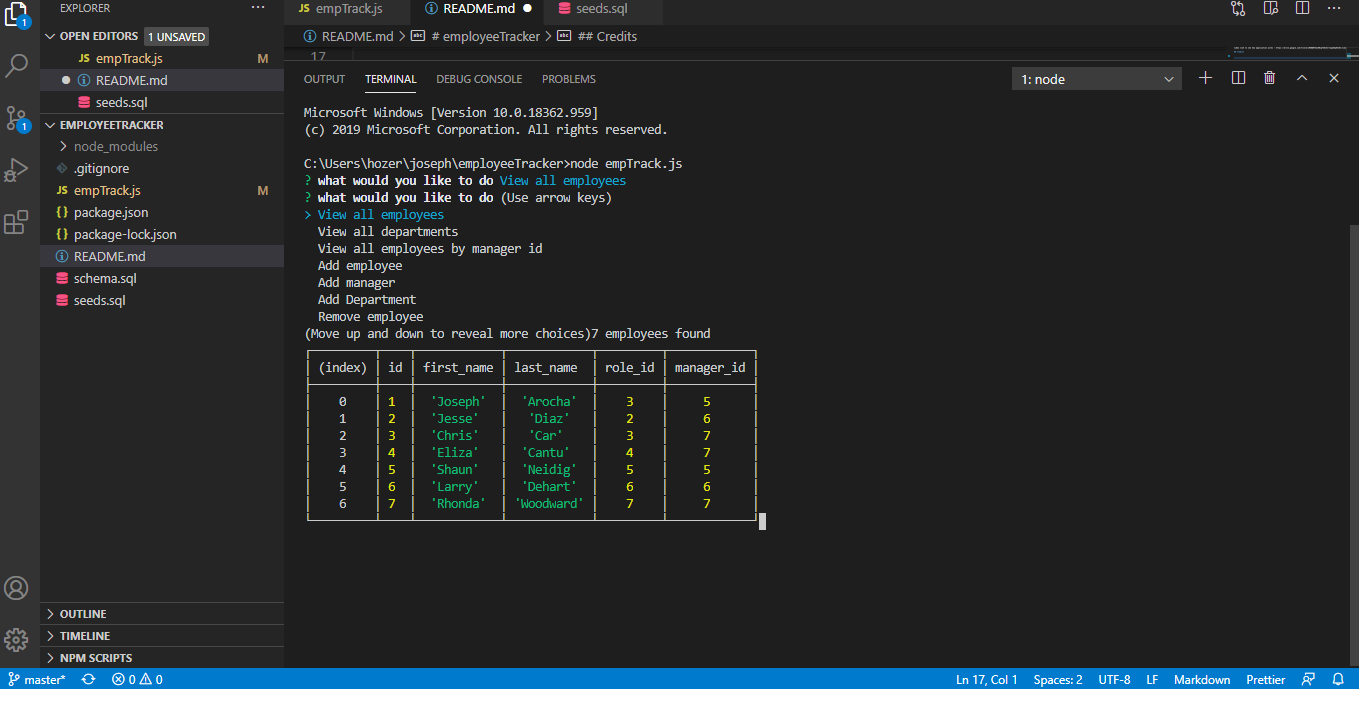 EXPLORER ...
OPEN EDITORS 1 UNSAVED
JS empTrack.js M
README.md
seeds.sql
EMPLOYEETRACKER
node_modules
.gitignore
JS empTrack.js M
{} package.json
{} package-lock.json
README.md
schema.sql
seeds.sql
OUTLINE
TIMELINE
NPM SCRIPTS
1
1
JS empTrack.js README.md ● seeds.sql ...
README.md > abc # employeeTracker > abc ## Credits
17
OUTPUT TERMINAL DEBUG CONSOLE PROBLEMS 1: node
Microsoft Windows [Version 10.0.18362.959]
(c) 2019 Microsoft Corporation. All rights reserved.
C:\Users\hozer\joseph\employeeTracker>node empTrack.js
? what would you like to do View all employees
? what would you like to do (Use arrow keys)
> View all employees
View all departments
View all employees by manager id
Add employee
Add manager
Add Department
Remove employee
(Move up and down to reveal more choices)7 employees found
(index) id first_name last_name role_id manager_id
0 1 'Joseph' 'Arocha' 3 5
1 2 'Jesse' 'Diaz' 2 6
2 3 'Chris' 'Car' 3 7
3 4 'Eliza' 'Cantu' 4 7
4 5 'Shaun' 'Neidig' 5 5
5 6 'Larry' 'Dehart' 6 6
6 7 'Rhonda' 'Woodward' 7 7
master* 0 0 Ln 17, Col 1 Spaces: 2 UTF-8 LF Markdown Prettier